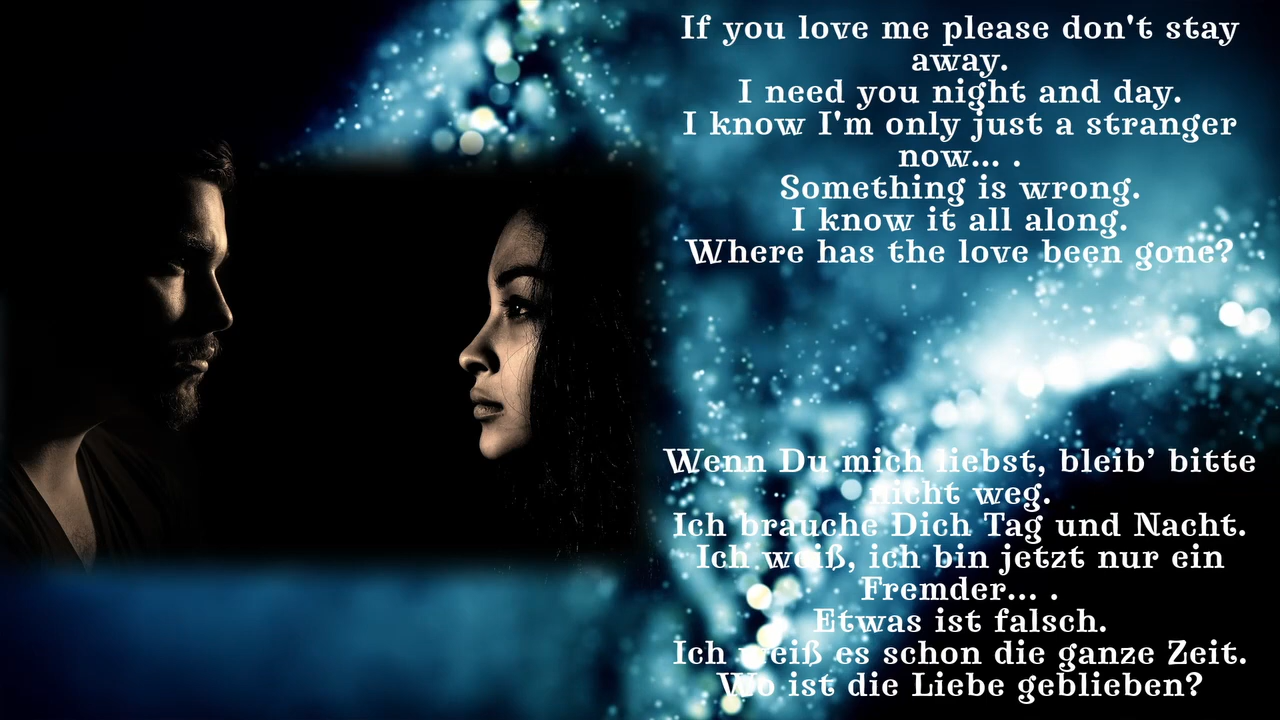 If you love me please don't stay
away.
I need you night and day.
I know I'm only just a stranger
now... .
Something is wrong.
I know it all along.
Where has the love been gone?
Wenn Du mich liebst, bleib’ bitte
nicht weg.
Ich brauche Dich Tag und Nacht.
Ich weiß, ich bin jetzt nur ein
Fremder... .
Etwas ist falsch.
Ich weiß es schon die ganze Zeit.
Wo ist die Liebe geblieben?